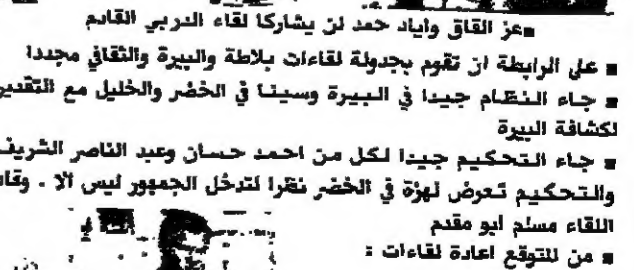 ■عز القاق واياد حمد لن يشاركا لقاء الدربي القادم
■ على الرابطة ان تقوم بجدولة لقاءات بلاطة والبيرة والثقافي مجددا
■ جاء النظام جيدا في البيرة وسيئا في الخضر والخليل مع التقدير
لكشافة البيرة
■ جاء التحكيم جيدا لكل من احمد حسان وعبد الناصر الشريف
والتحكيم تعرض لهزة في الخضر نظرا لتدخل الجمهور ليس الا . وقاد
اللقاء مسلم ابو مقدم
■ من المتوقع اعادة لقاءات :